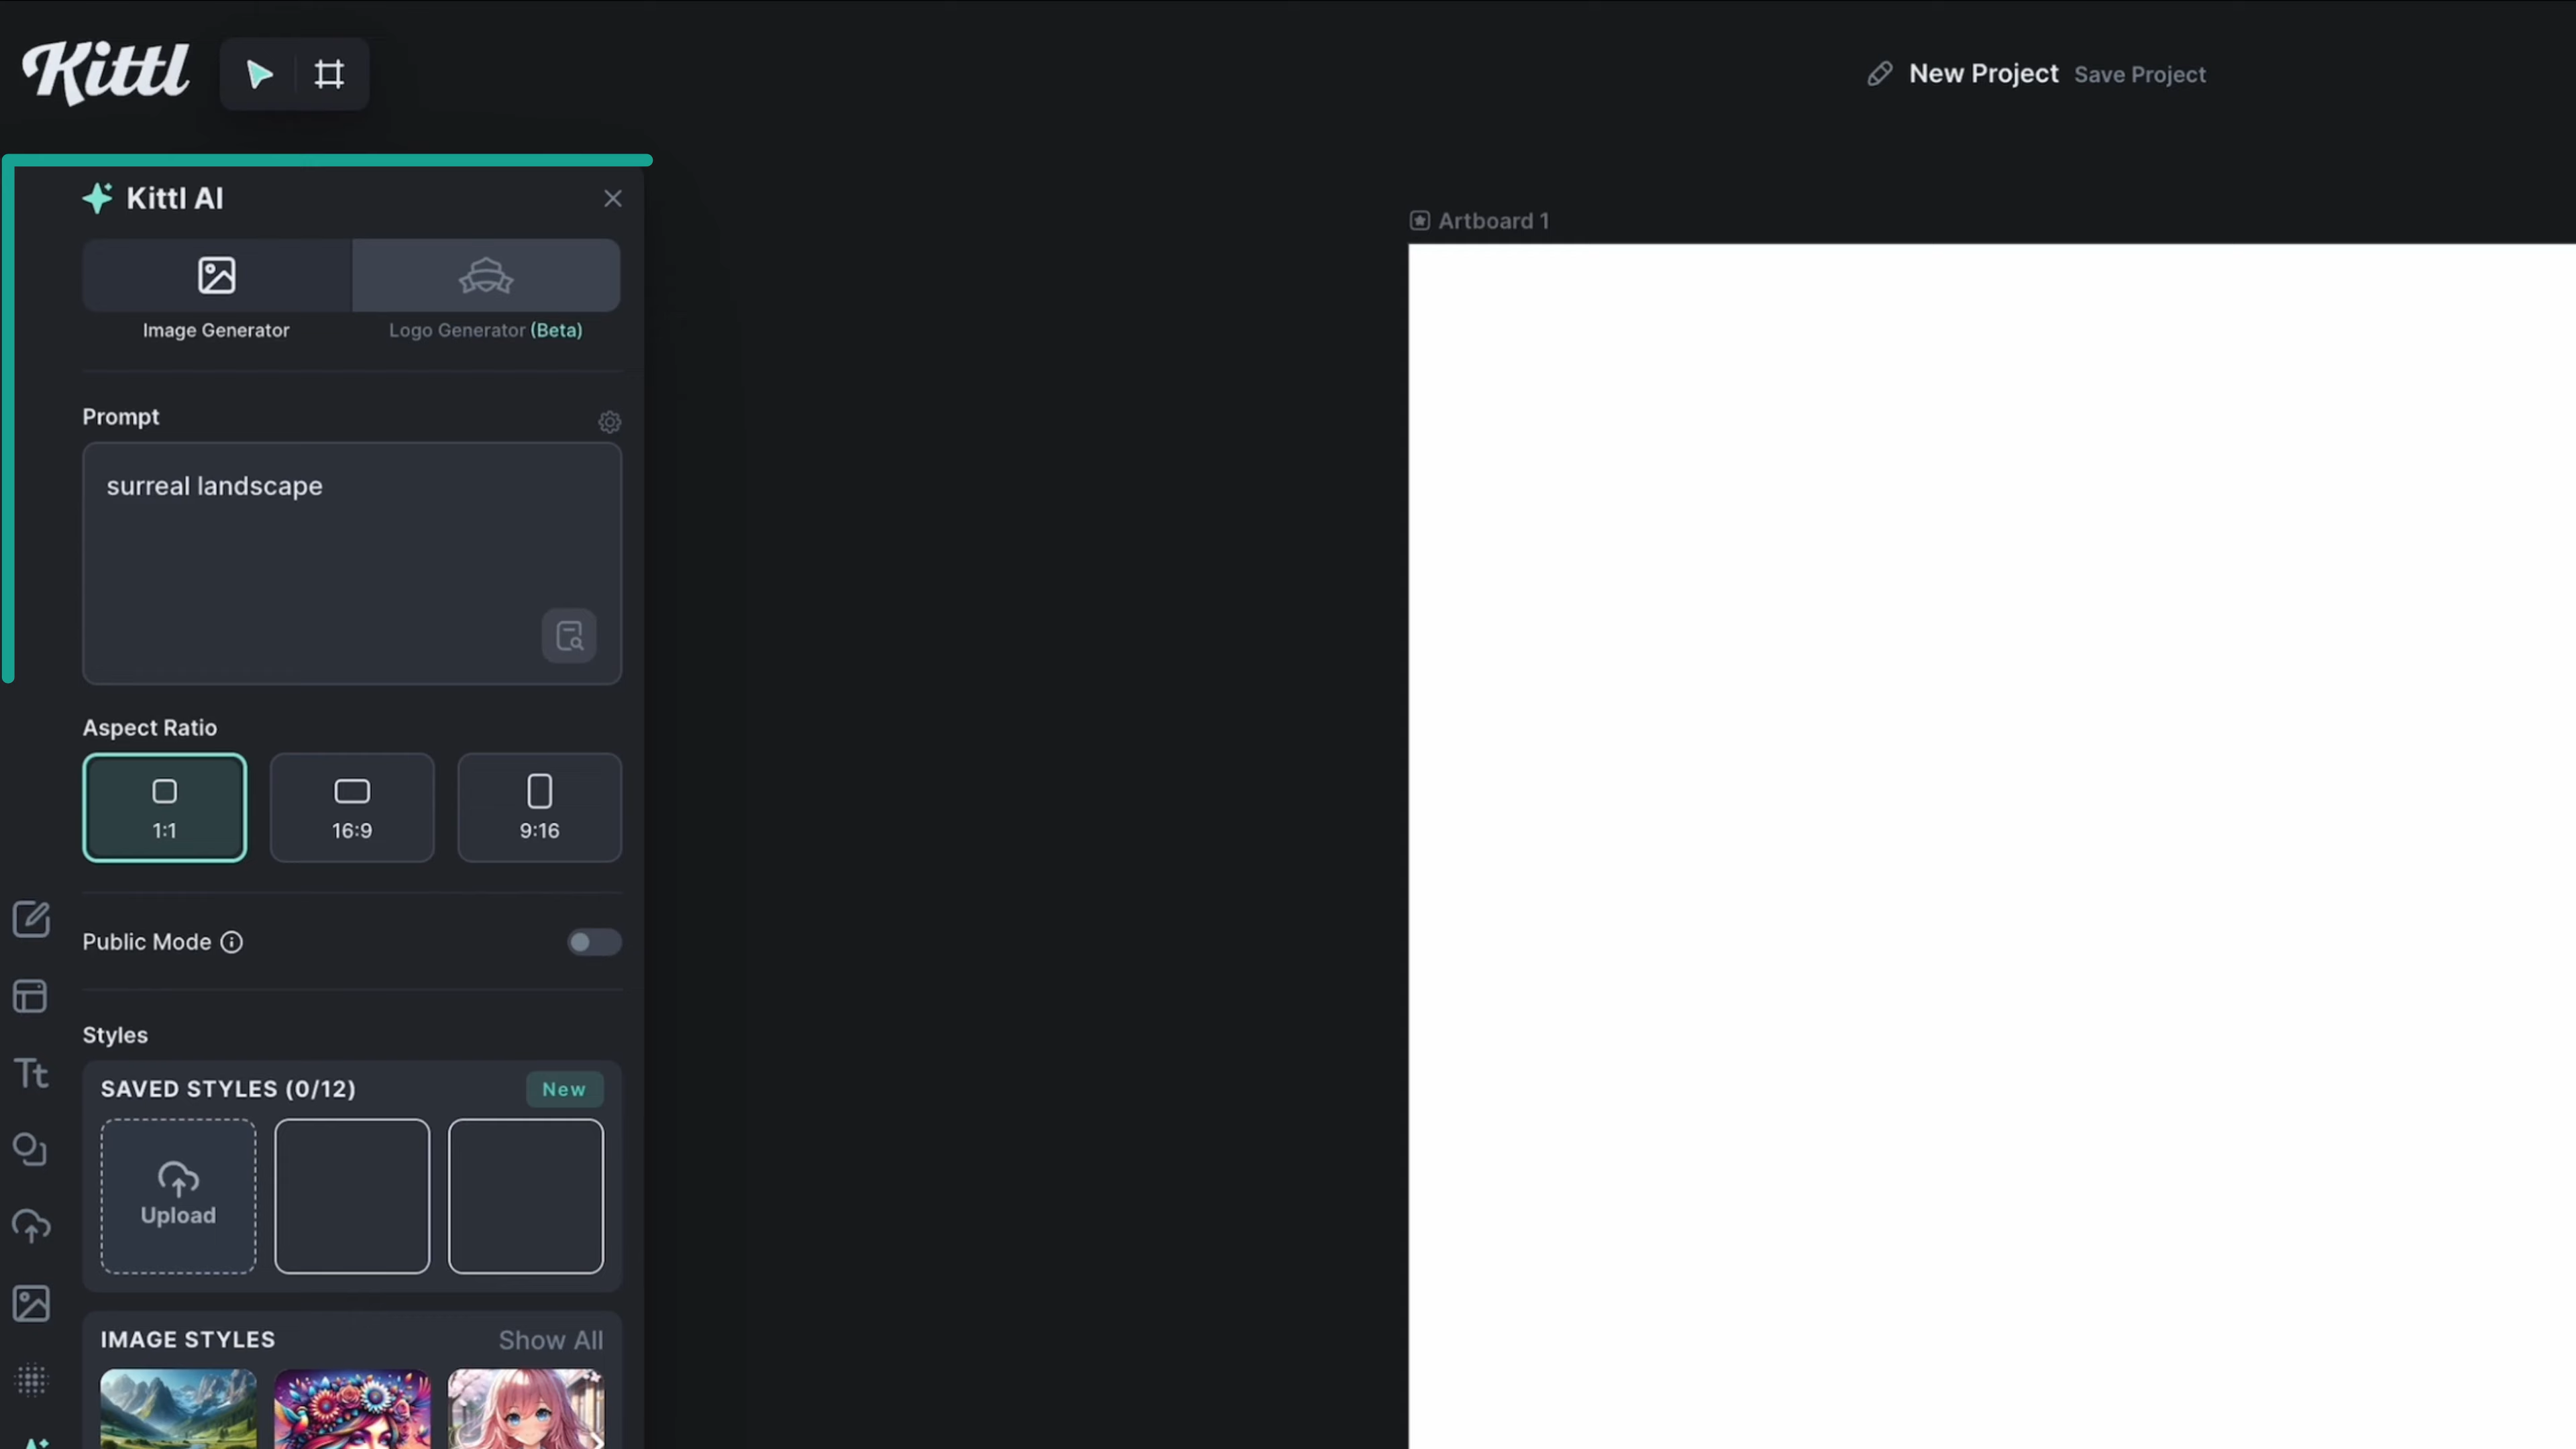 Kittl
New Project Save Project
Artboard 1
Kittl AI
Image Generator
Logo Generator (Beta)
Prompt
surreal landscape
Aspect Ratio
1:1
16:9
9:16
Public Mode
Tt
Styles
SAVED STYLES (0/12)
New
Upload
IMAGE STYLES
Show All